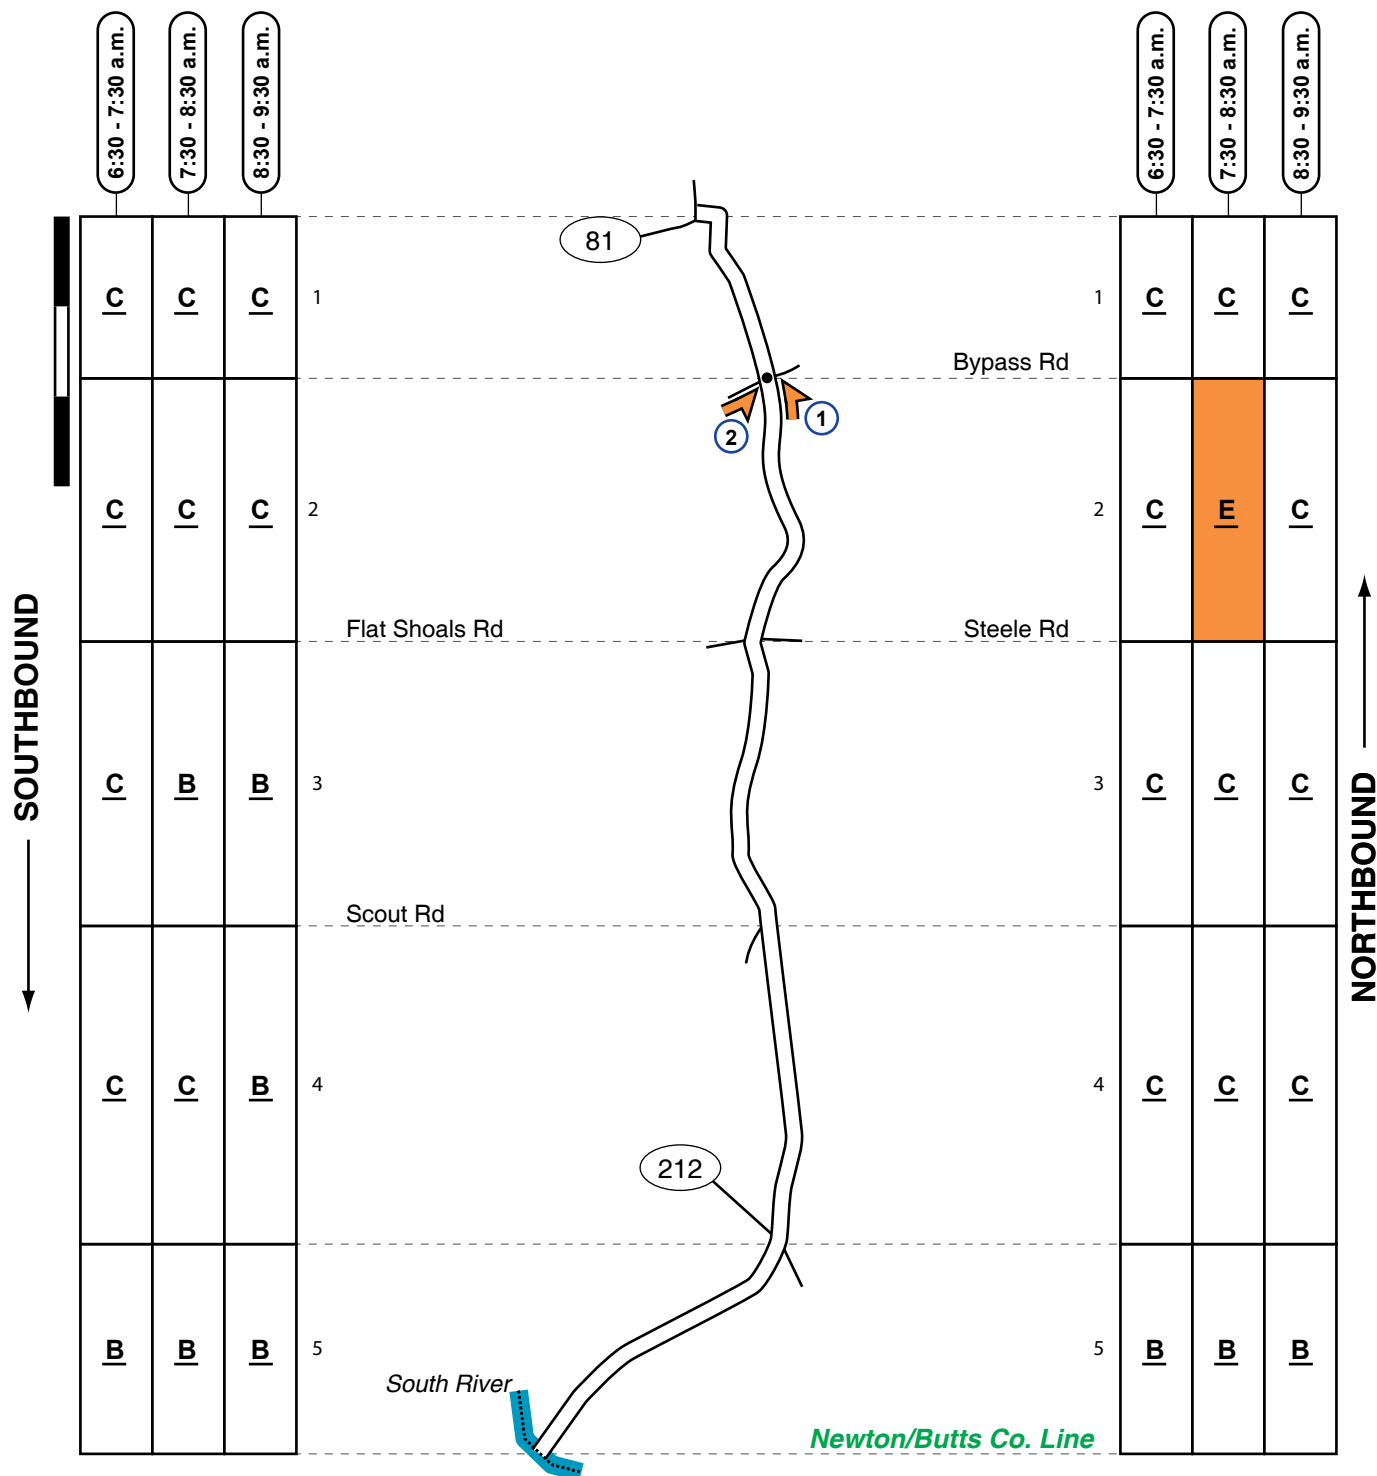 6:30 - 7:30 a.m. 7:30 - 8:30 a.m. 8:30 - 9:30 a.m. 6:30 - 7:30 a.m. 7:30 - 8:30 a.m. 8:30 - 9:30 a.m.
81
C C C 1 1 C C C
Bypass Rd
1
2
C C C 2 2 C E C
SOUTHBOUND
Flat Shoals Rd Steele Rd
C B B 3 3 C C C
NORTHBOUND
Scout Rd
C C B 4 4 C C C
212
B B B 5 5 B B B
South River
Newton/Butts Co. Line